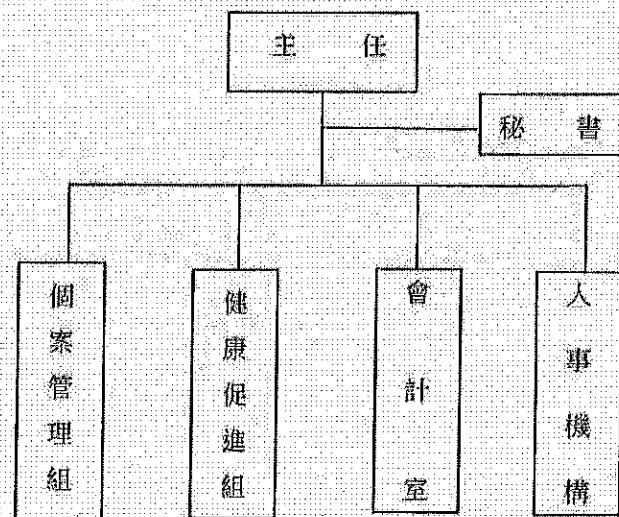 主任
秘書
個案管理組
健康促進組
會計室
人事機構